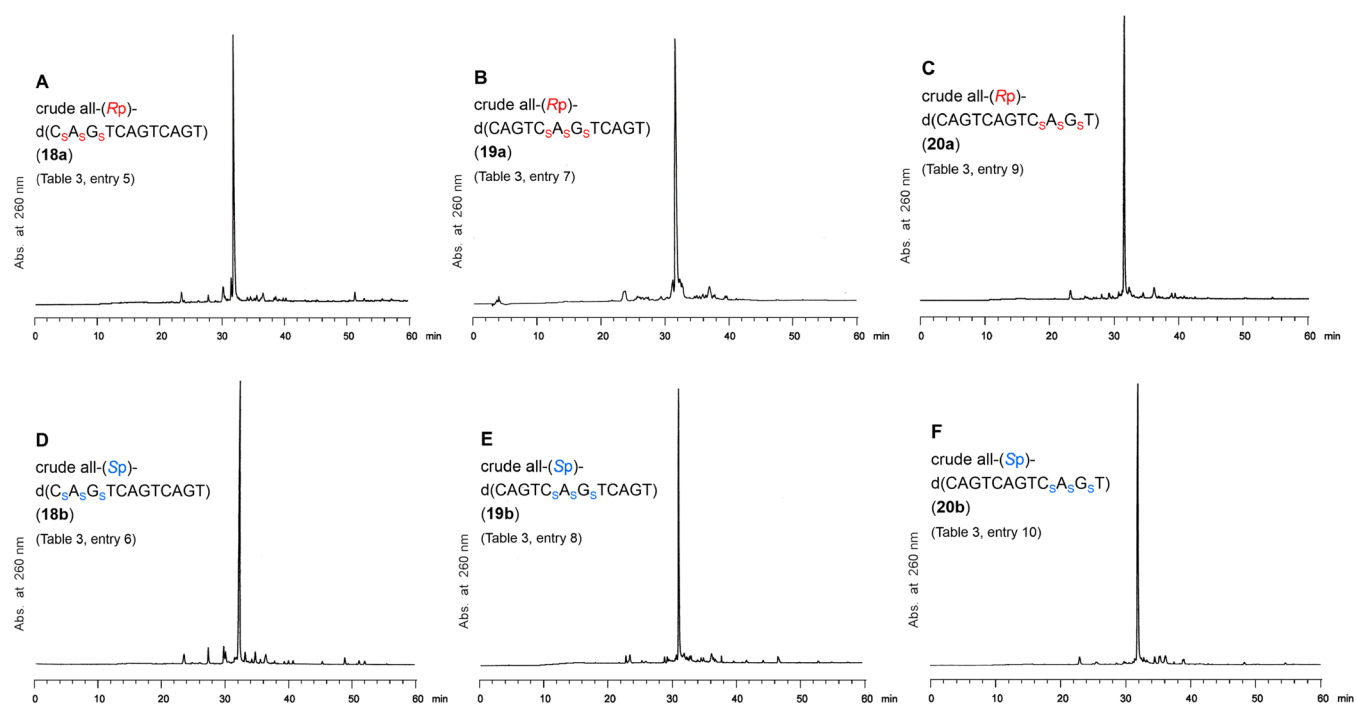 A
crude all-(Rp)-
d(CsAsGsTCAGTCAGT)
(18a)
(Table 3, entry 5)
Abs. at 260 nm
0 10 20 30 40 50 60 min
B
crude all-(Rp)-
d(CAGTCsAsGsTCAGT)
(19a)
(Table 3, entry 7)
Abs. at 260 nm
0 10 20 30 40 50 60 min
C
crude all-(Rp)-
d(CAGTCAGTCsAsGsT)
(20a)
(Table 3, entry 9)
Abs. at 260 nm
0 10 20 30 40 50 60 min
D
crude all-(Sp)-
d(CsAsGsTCAGTCAGT)
(18b)
(Table 3, entry 6)
Abs. at 260 nm
0 10 20 30 40 50 60 min
E
crude all-(Sp)-
d(CAGTCsAsGsTCAGT)
(19b)
(Table 3, entry 8)
Abs. at 260 nm
0 10 20 30 40 50 60 min
F
crude all-(Sp)-
d(CAGTCAGTCsAsGsT)
(20b)
(Table 3, entry 10)
Abs. at 260 nm
0 10 20 30 40 50 60 min